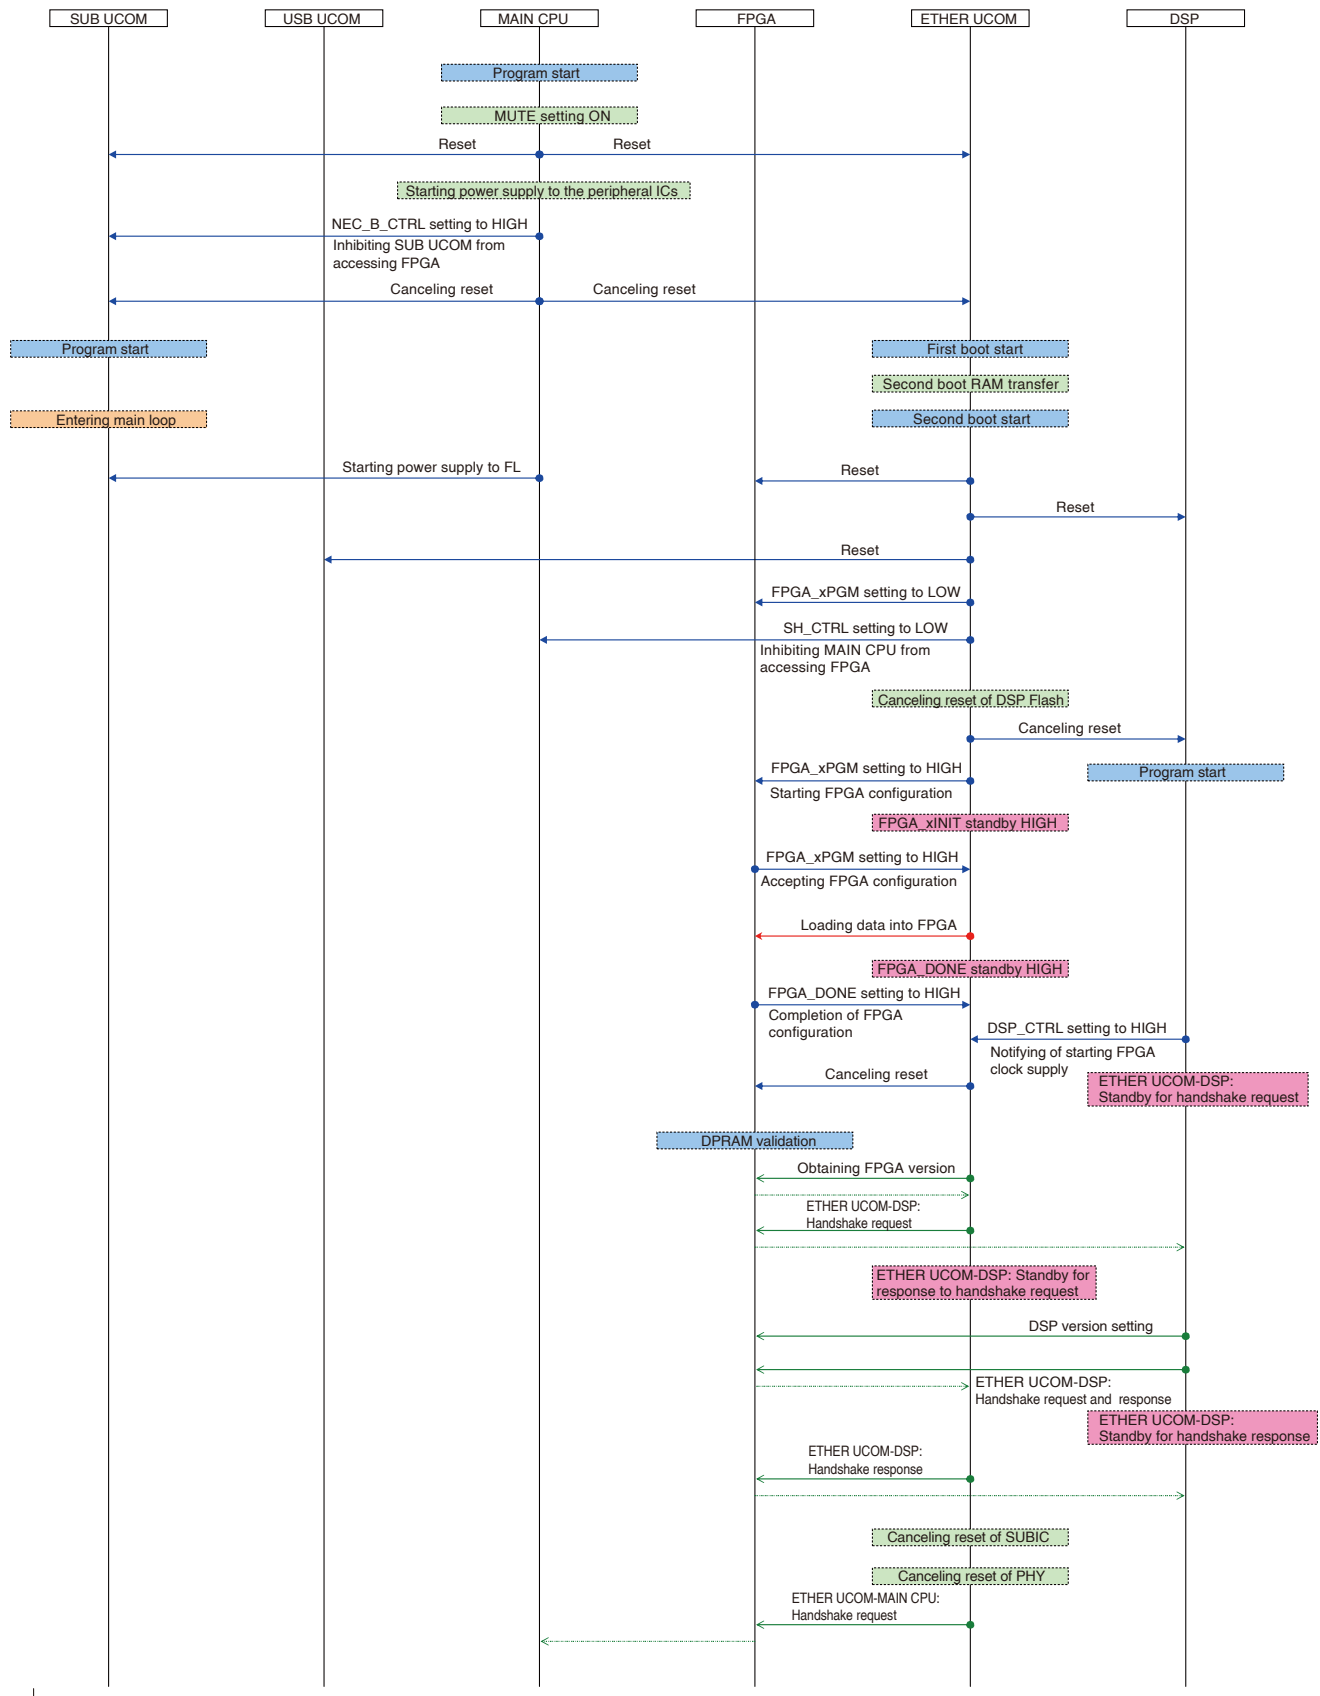 SUB UCOM
USB UCOM
MAIN CPU
FPGA
ETHER UCOM
DSP
Program start
MUTE setting ON
Reset
Reset
Starting power supply to the peripheral ICs
NEC_B_CTRL setting to HIGH
Inhibiting SUB UCOM from
accessing FPGA
Canceling reset
Canceling reset
Program start
First boot start
Second boot RAM transfer
Entering main loop
Second boot start
Starting power supply to FL
Reset
Reset
Reset
FPGA_xPGM setting to LOW
SH_CTRL setting to LOW
Inhibiting MAIN CPU from
accessing FPGA
Canceling reset of DSP Flash
Canceling reset
FPGA_xPGM setting to HIGH
Program start
Starting FPGA configuration
FPGA_xINIT standby HIGH
FPGA_xPGM setting to HIGH
Accepting FPGA configuration
Loading data into FPGA
FPGA_DONE standby HIGH
FPGA_DONE setting to HIGH
Completion of FPGA
configuration
DSP_CTRL setting to HIGH
Notifying of starting FPGA
clock supply
Canceling reset
ETHER UCOM-DSP:
Standby for handshake request
DPRAM validation
Obtaining FPGA version
ETHER UCOM-DSP:
Handshake request
ETHER UCOM-DSP: Standby for
response to handshake request
DSP version setting
ETHER UCOM-DSP:
Handshake request and response
ETHER UCOM-DSP:
Standby for handshake response
ETHER UCOM-DSP:
Handshake response
Canceling reset of SUBIC
Canceling reset of PHY
ETHER UCOM-MAIN CPU:
Handshake request